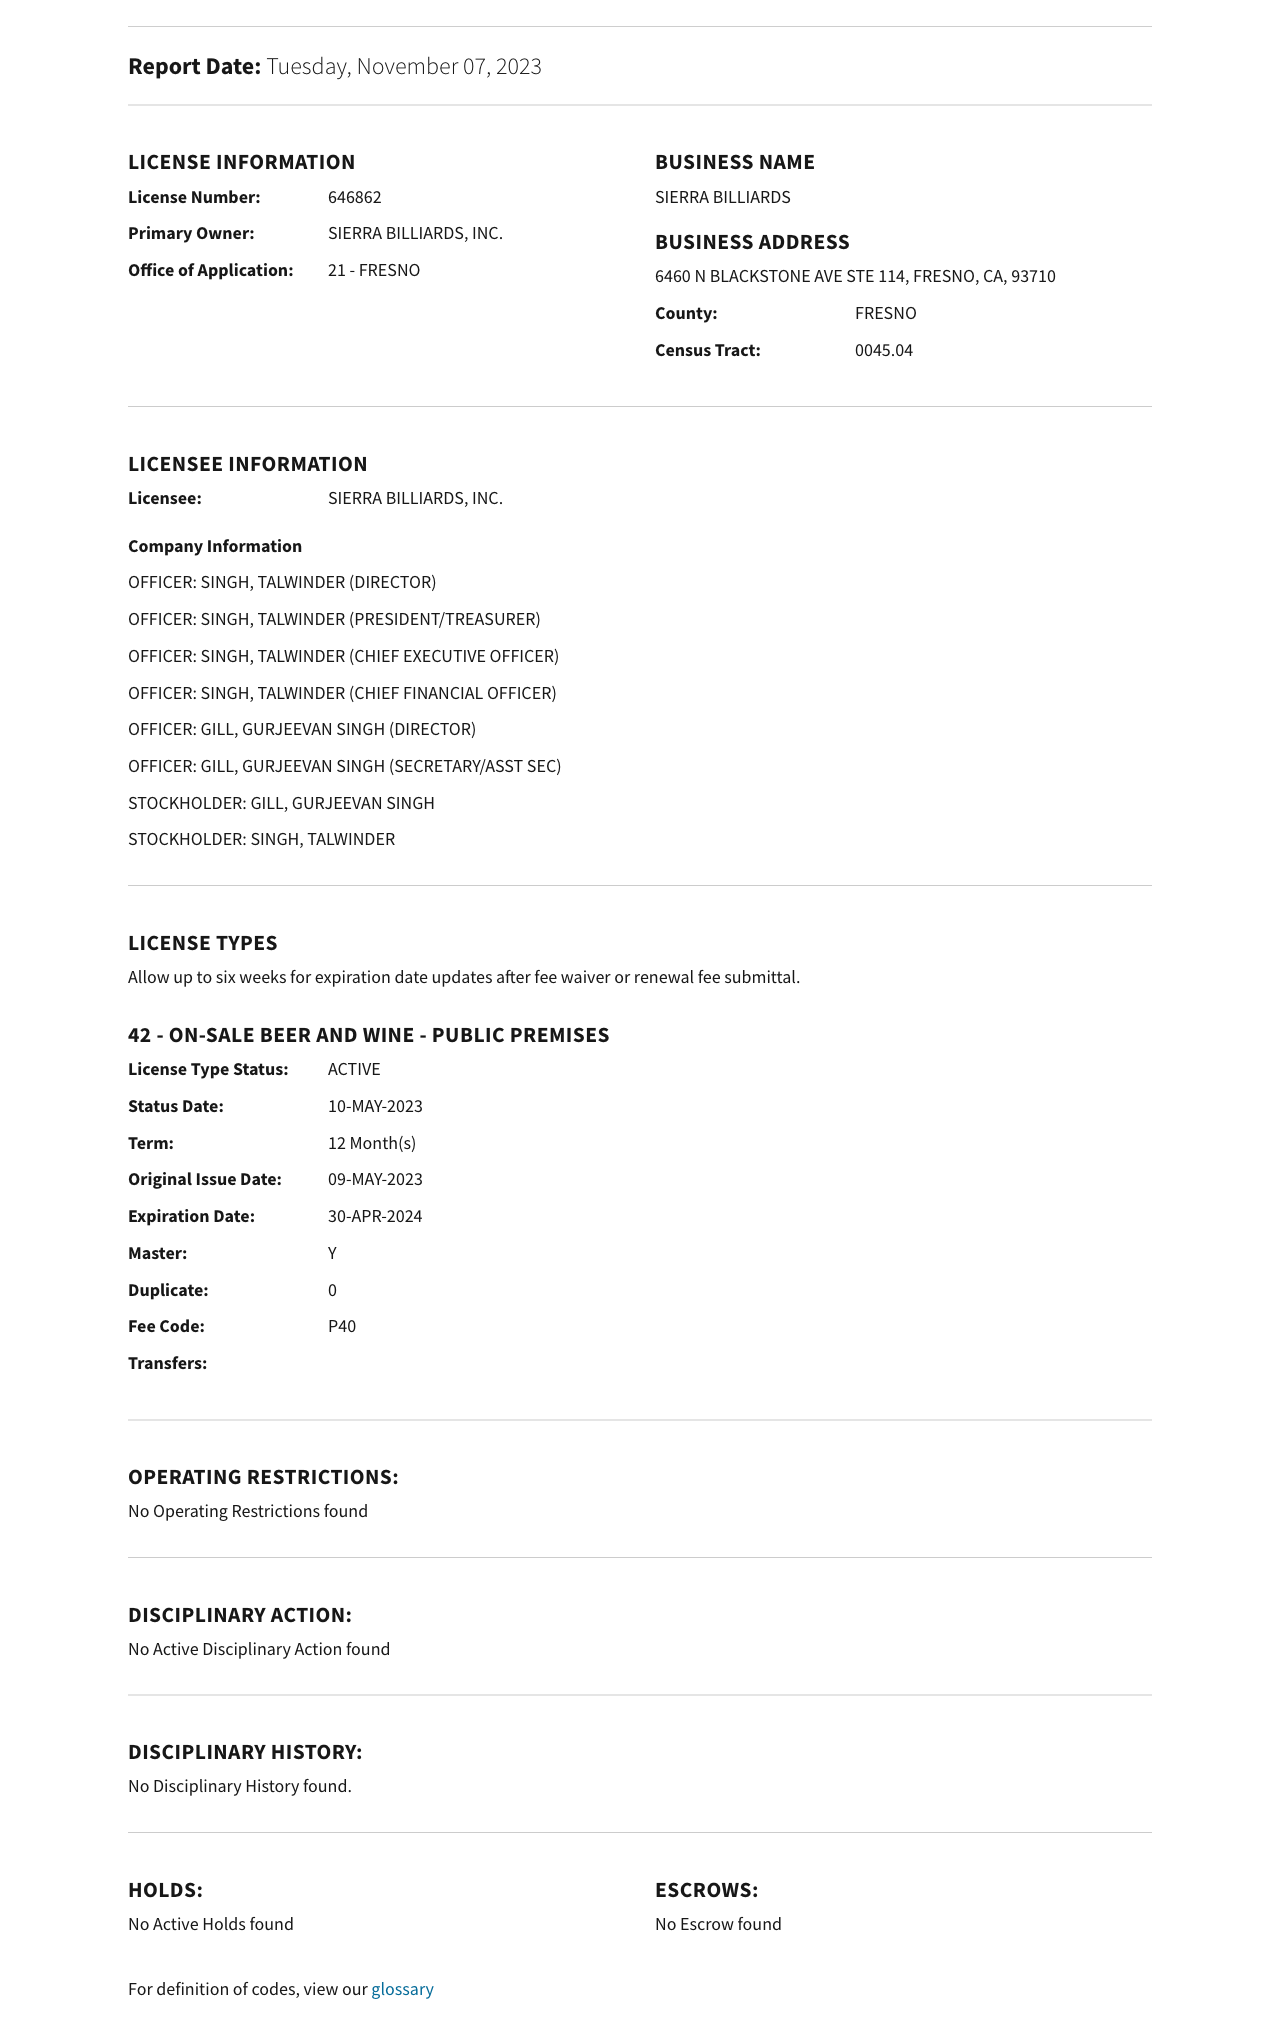 Report Date: Tuesday, November 07, 2023
LICENSE INFORMATION
License Number: 646862
Primary Owner: SIERRA BILLIARDS, INC.
Office of Application: 21 - FRESNO
BUSINESS NAME
SIERRA BILLIARDS
BUSINESS ADDRESS
6460 N BLACKSTONE AVE STE 114, FRESNO, CA, 93710
County: FRESNO
Census Tract: 0045.04
LICENSEE INFORMATION
Licensee: SIERRA BILLIARDS, INC.
Company Information
OFFICER: SINGH, TALWINDER (DIRECTOR)
OFFICER: SINGH, TALWINDER (PRESIDENT/TREASURER)
OFFICER: SINGH, TALWINDER (CHIEF EXECUTIVE OFFICER)
OFFICER: SINGH, TALWINDER (CHIEF FINANCIAL OFFICER)
OFFICER: GILL, GURJEEVAN SINGH (DIRECTOR)
OFFICER: GILL, GURJEEVAN SINGH (SECRETARY/ASST SEC)
STOCKHOLDER: GILL, GURJEEVAN SINGH
STOCKHOLDER: SINGH, TALWINDER
LICENSE TYPES
Allow up to six weeks for expiration date updates after fee waiver or renewal fee submittal.
42 - ON-SALE BEER AND WINE - PUBLIC PREMISES
License Type Status: ACTIVE
Status Date: 10-MAY-2023
Term: 12 Month(s)
Original Issue Date: 09-MAY-2023
Expiration Date: 30-APR-2024
Master: Y
Duplicate: 0
Fee Code: P40
Transfers:
OPERATING RESTRICTIONS:
No Operating Restrictions found
DISCIPLINARY ACTION:
No Active Disciplinary Action found
DISCIPLINARY HISTORY:
No Disciplinary History found.
HOLDS:
No Active Holds found
ESCROWS:
No Escrow found
For definition of codes, view our glossary